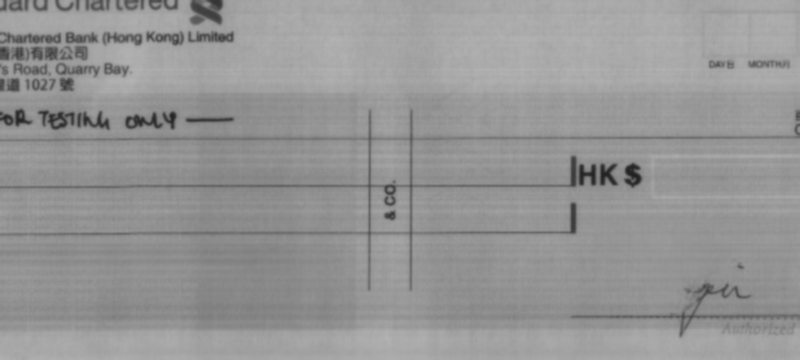 Chartered
Chartered Bank (Hong Kong) Limited
香港)有限公司
's Road, Quarry Bay.
道 1027 號
DAY日 MONTH月
FOR TESTING ONLY
& CO.
HK $
Authorized